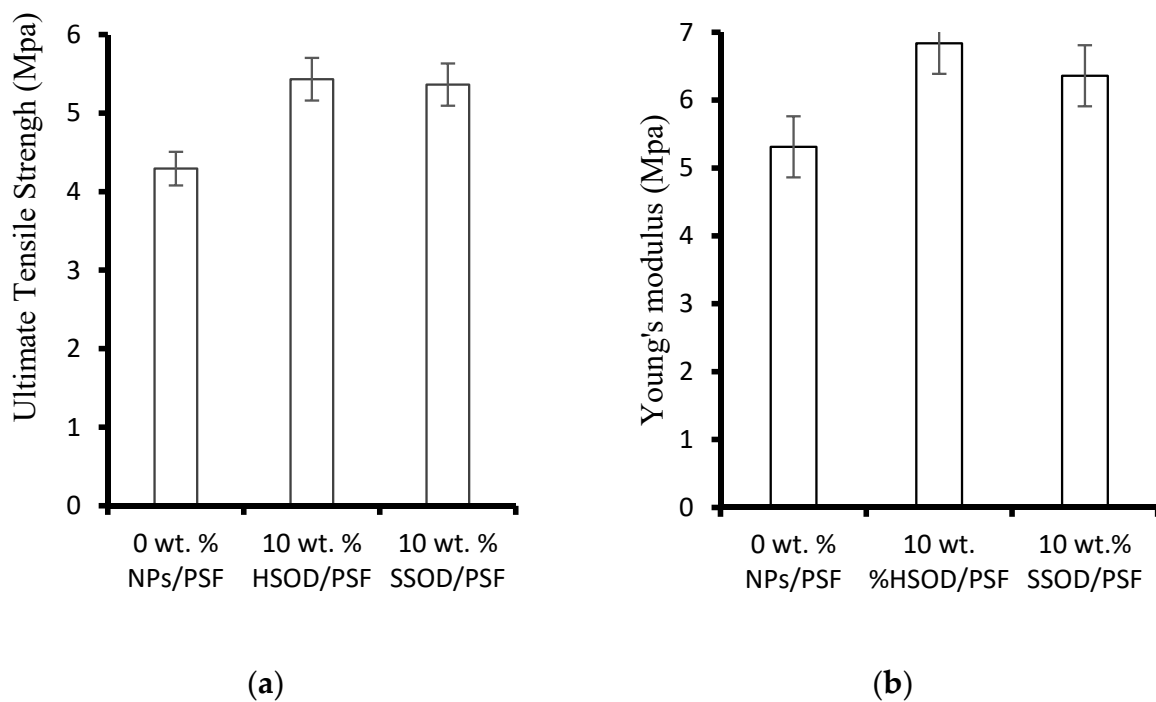 Ultimate Tensile Strengh (Mpa)
6
5
4
3
2
1
0
0 wt. %
NPs/PSF
10 wt. %
HSOD/PSF
10 wt. %
SSOD/PSF
(a)
Young's modulus (Mpa)
7
6
5
4
3
2
1
0
0 wt. %
NPs/PSF
10 wt.
%HSOD/PSF
10 wt.%
SSOD/PSF
(b)